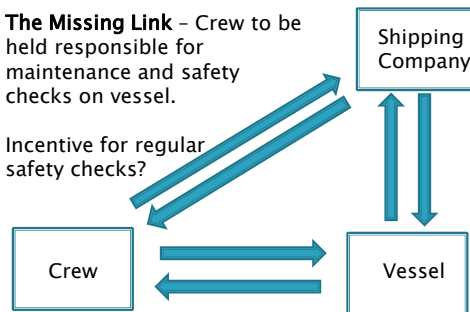 The Missing Link – Crew to be
held responsible for
maintenance and safety
checks on vessel.
Incentive for regular
safety checks?
Shipping
Company
Crew
Vessel